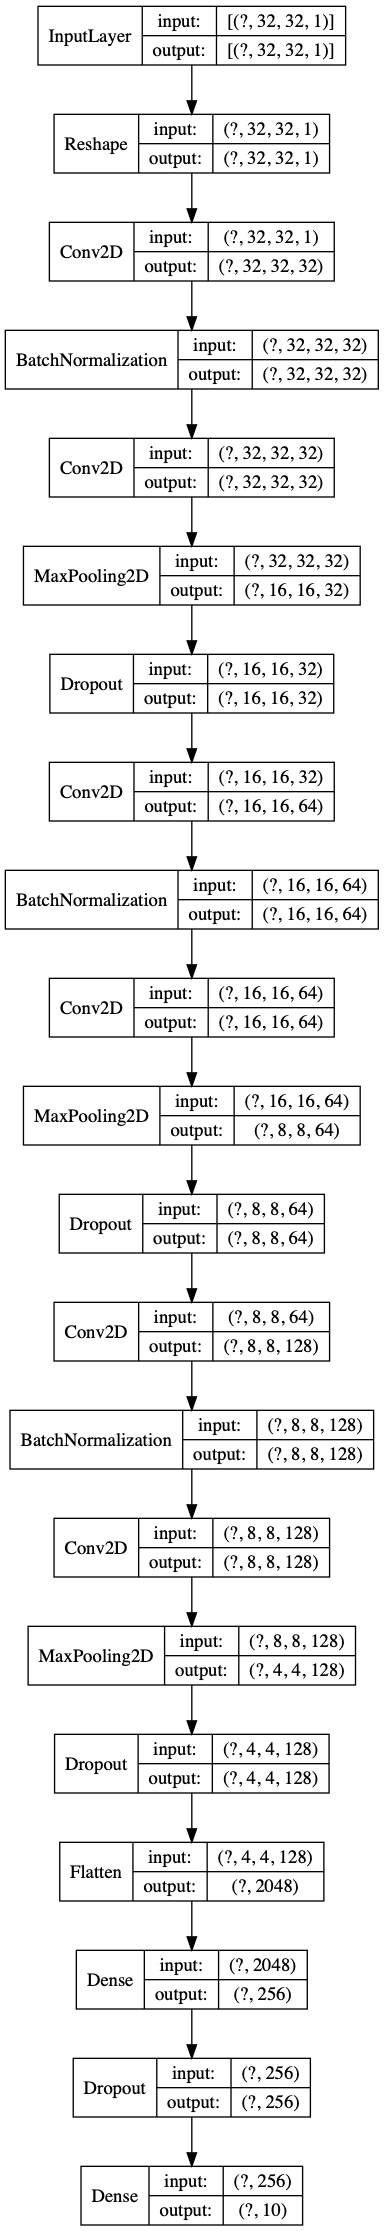 InputLayer input: [(?, 32, 32, 1)]
output: [(?, 32, 32, 1)]
Reshape input: (?, 32, 32, 1)
output: (?, 32, 32, 1)
Conv2D input: (?, 32, 32, 1)
output: (?, 32, 32, 32)
BatchNormalization input: (?, 32, 32, 32)
output: (?, 32, 32, 32)
Conv2D input: (?, 32, 32, 32)
output: (?, 32, 32, 32)
MaxPooling2D input: (?, 32, 32, 32)
output: (?, 16, 16, 32)
Dropout input: (?, 16, 16, 32)
output: (?, 16, 16, 32)
Conv2D input: (?, 16, 16, 32)
output: (?, 16, 16, 64)
BatchNormalization input: (?, 16, 16, 64)
output: (?, 16, 16, 64)
Conv2D input: (?, 16, 16, 64)
output: (?, 16, 16, 64)
MaxPooling2D input: (?, 16, 16, 64)
output: (?, 8, 8, 64)
Dropout input: (?, 8, 8, 64)
output: (?, 8, 8, 64)
Conv2D input: (?, 8, 8, 64)
output: (?, 8, 8, 128)
BatchNormalization input: (?, 8, 8, 128)
output: (?, 8, 8, 128)
Conv2D input: (?, 8, 8, 128)
output: (?, 8, 8, 128)
MaxPooling2D input: (?, 8, 8, 128)
output: (?, 4, 4, 128)
Dropout input: (?, 4, 4, 128)
output: (?, 4, 4, 128)
Flatten input: (?, 4, 4, 128)
output: (?, 2048)
Dense input: (?, 2048)
output: (?, 256)
Dropout input: (?, 256)
output: (?, 256)
Dense input: (?, 256)
output: (?, 10)